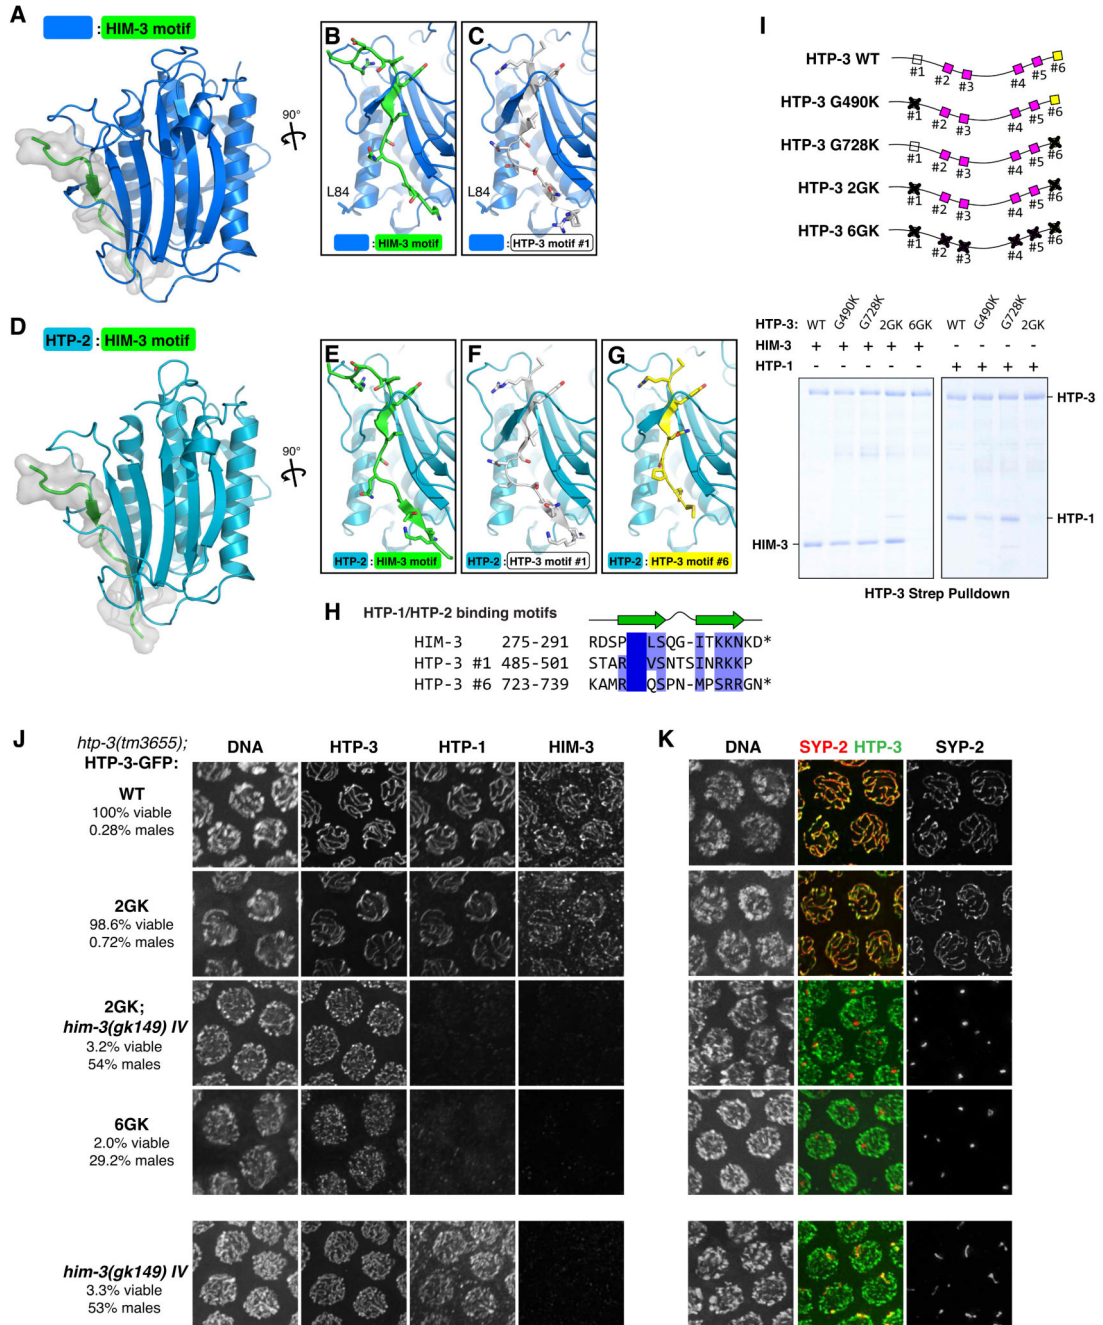 A
: HIM-3 motif
90°
B
L84
: HIM-3 motif
C
L84
: HTP-3 motif #1
D
HTP-2 : HIM-3 motif
90°
E
HTP-2 : HIM-3 motif
F
HTP-2 : HTP-3 motif #1
G
HTP-2 : HTP-3 motif #6
H
HTP-1/HTP-2 binding motifs
HIM-3 275-291 RDSP LSQG-ITKKNKD*
HTP-3 #1 485-501 STAR VSNTSINRKKP
HTP-3 #6 723-739 KAMR QSPN-MPSRRGN*
I
HTP-3 WT
#1 #2 #3 #4 #5 #6
HTP-3 G490K
#1 #2 #3 #4 #5 #6
HTP-3 G728K
#1 #2 #3 #4 #5 #6
HTP-3 2GK
#1 #2 #3 #4 #5 #6
HTP-3 6GK
#1 #2 #3 #4 #5 #6
HTP-3: WT G490K G728K 2GK 6GK WT G490K G728K 2GK
HIM-3 + + + + + - - - -
HTP-1 - - - - - + + + +
HTP-3
HTP-1
HIM-3
HTP-3 Strep Pulldown
J
htp-3(tm3655);
HTP-3-GFP:
DNA HTP-3 HTP-1 HIM-3
WT
100% viable
0.28% males
2GK
98.6% viable
0.72% males
2GK;
him-3(gk149) IV
3.2% viable
54% males
6GK
2.0% viable
29.2% males
him-3(gk149) IV
3.3% viable
53% males
K
DNA SYP-2 HTP-3 SYP-2